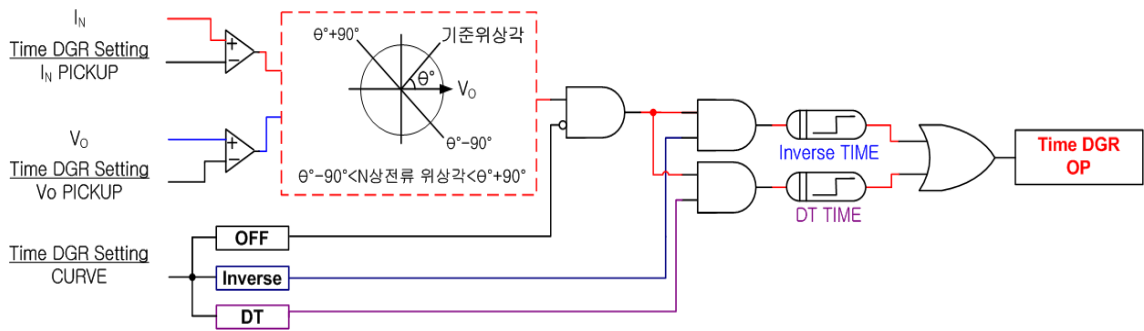 I_N
Time DGR Setting
I_N PICKUP
V_O
Time DGR Setting
Vo PICKUP
Time DGR Setting
CURVE
+
−
+
−
θ°+90°
기준위상각
θ°
V_O
θ°−90°
θ°−90°<N상전류 위상각<θ°+90°
OFF
Inverse
DT
Inverse TIME
DT TIME
Time DGR
OP